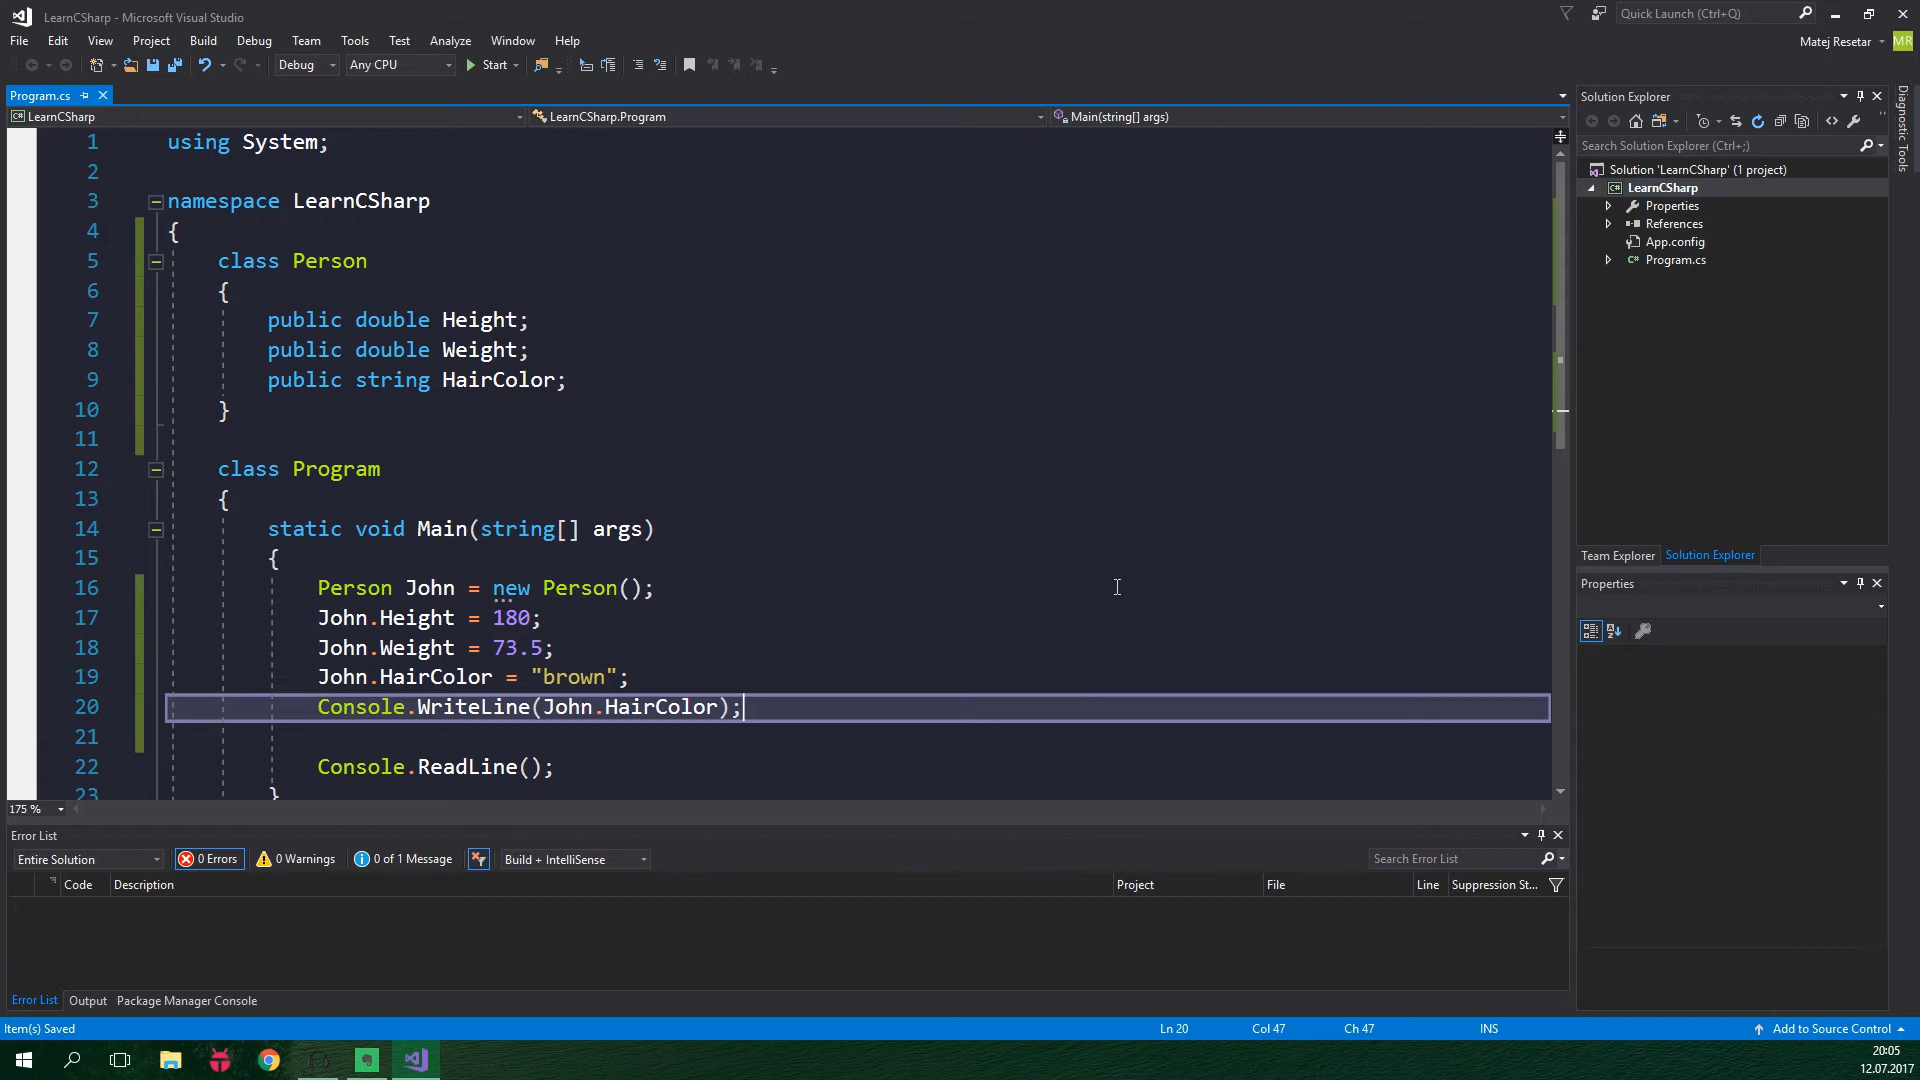 LearnCSharp - Microsoft Visual Studio
Quick Launch (Ctrl+Q)
File Edit View Project Build Debug Team Tools Test Analyze Window Help
Matej Resetar MR
Debug Any CPU Start
Program.cs
LearnCSharp LearnCSharp.Program Main(string[] args)
1 using System;
2
3 namespace LearnCSharp
4 {
5 class Person
6 {
7 public double Height;
8 public double Weight;
9 public string HairColor;
10 }
11
12 class Program
13 {
14 static void Main(string[] args)
15 {
16 Person John = new Person();
17 John.Height = 180;
18 John.Weight = 73.5;
19 John.HairColor = "brown";
20 Console.WriteLine(John.HairColor);
21
22 Console.ReadLine();
23 }
175 %
Solution Explorer
Search Solution Explorer (Ctrl+;)
Solution 'LearnCSharp' (1 project)
C# LearnCSharp
Properties
References
App.config
C# Program.cs
Team Explorer Solution Explorer
Properties
Diagnostic Tools
Error List
Entire Solution 0 Errors 0 Warnings 0 of 1 Message Build + IntelliSense Search Error List
Code Description Project File Line Suppression St...
Error List Output Package Manager Console
Item(s) Saved Ln 20 Col 47 Ch 47 INS Add to Source Control
20:05
12.07.2017